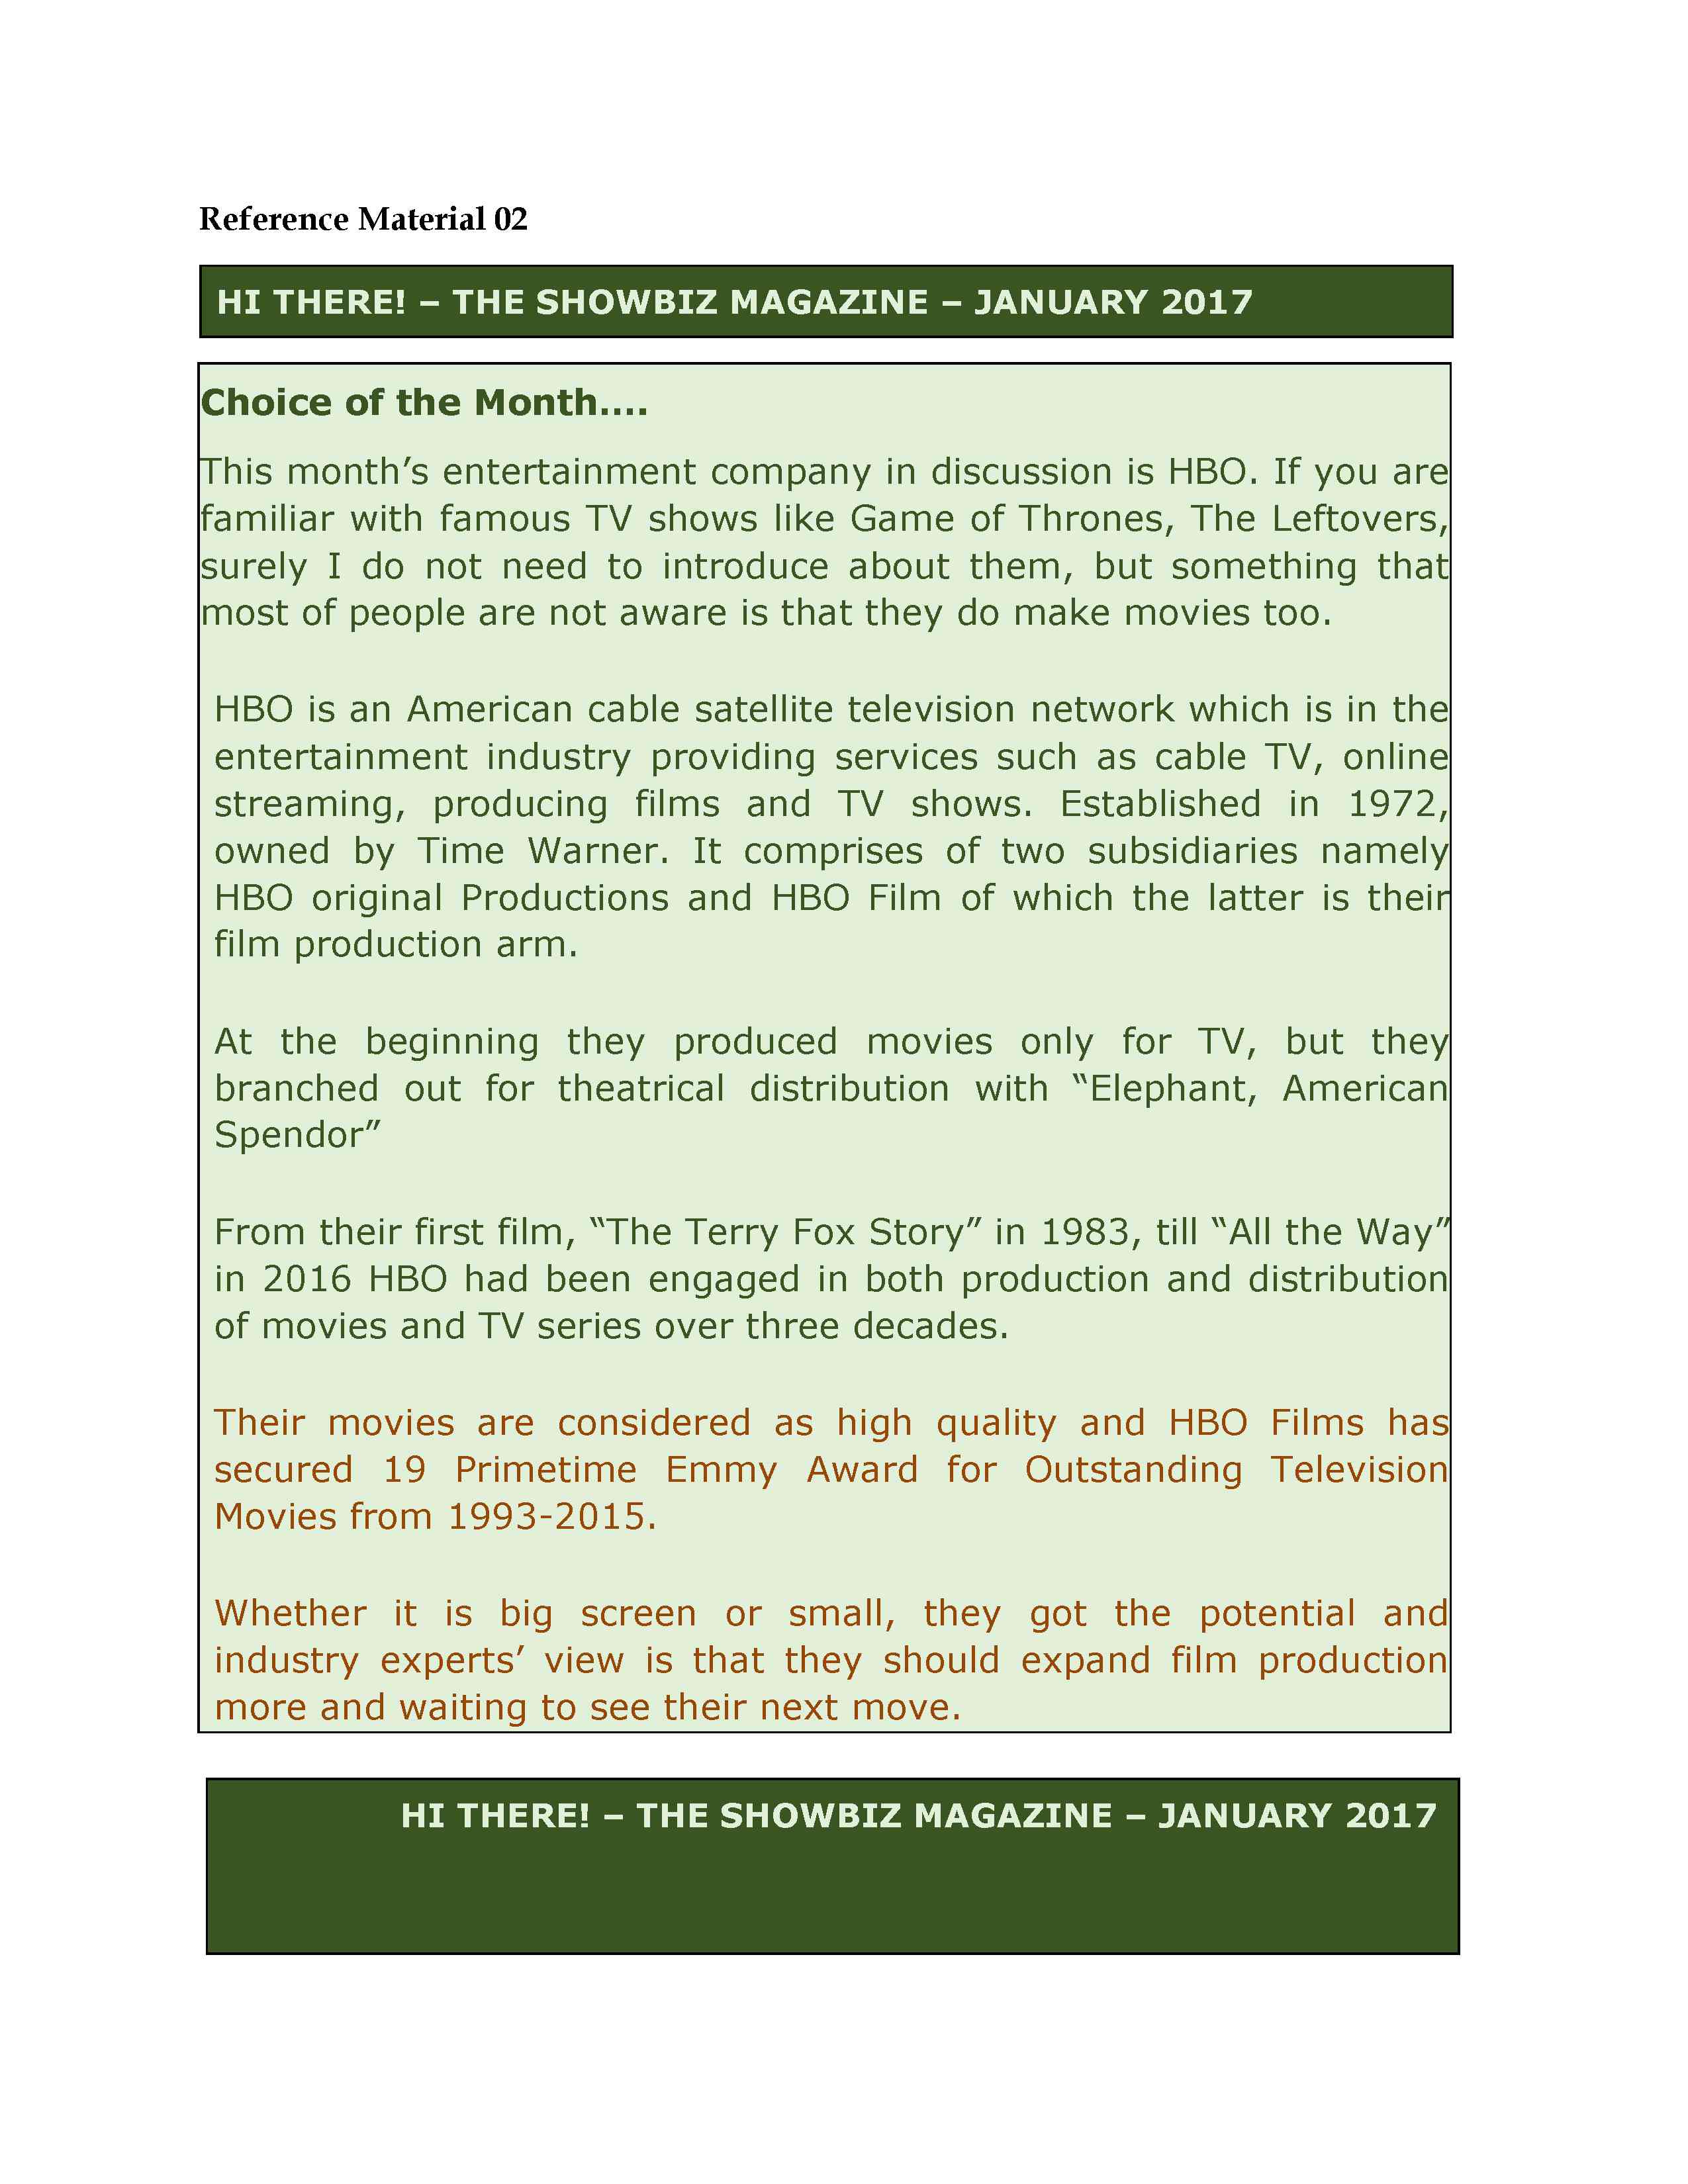 Reference Material 02
HI THERE! – THE SHOWBIZ MAGAZINE – JANUARY 2017
Choice of the Month....
This month’s entertainment company in discussion is HBO. If you are
familiar with famous TV shows like Game of Thrones, The Leftovers,
surely I do not need to introduce about them, but something that
most of people are not aware is that they do make movies too.
HBO is an American cable satellite television network which is in the
entertainment industry providing services such as cable TV, online
streaming, producing films and TV shows. Established in 1972,
owned by Time Warner. It comprises of two subsidiaries namely
HBO original Productions and HBO Film of which the latter is their
film production arm.
At the beginning they produced movies only for TV, but they
branched out for theatrical distribution with “Elephant, American
Spendor”
From their first film, “The Terry Fox Story” in 1983, till “All the Way”
in 2016 HBO had been engaged in both production and distribution
of movies and TV series over three decades.
Their movies are considered as high quality and HBO Films has
secured 19 Primetime Emmy Award for Outstanding Television
Movies from 1993-2015.
Whether it is big screen or small, they got the potential and
industry experts’ view is that they should expand film production
more and waiting to see their next move.
HI THERE! – THE SHOWBIZ MAGAZINE – JANUARY 2017